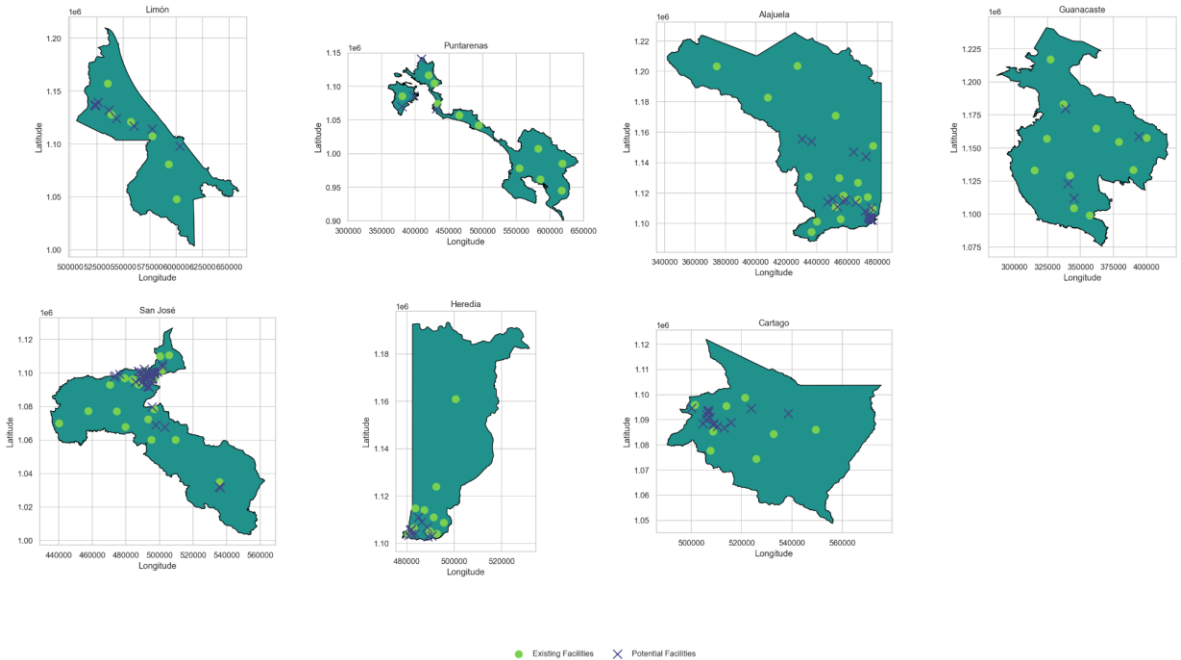 Limón
1e6
Latitude
1.20
1.15
1.10
1.05
1.00
500000525000550000575000600000625000650000
Longitude
Puntarenas
1e6
Latitude
1.15
1.10
1.05
1.00
0.95
0.90
300000 350000 400000 450000 500000 550000 600000 650000
Longitude
Alajuela
1e6
Latitude
1.22
1.20
1.18
1.16
1.14
1.12
1.10
340000 360000 380000 400000 420000 440000 460000 480000
Longitude
Guanacaste
1e6
Latitude
1.225
1.200
1.175
1.150
1.125
1.100
1.075
300000 325000 350000 375000 400000
Longitude
San José
1e6
Latitude
1.12
1.10
1.08
1.06
1.04
1.02
1.00
440000 460000 480000 500000 520000 540000 560000
Longitude
Heredia
1e6
Latitude
1.18
1.16
1.14
1.12
1.10
480000 500000 520000
Longitude
Cartago
1e6
Latitude
1.12
1.11
1.10
1.09
1.08
1.07
1.06
1.05
500000 520000 540000 560000
Longitude
Existing Facilities
Potential Facilities